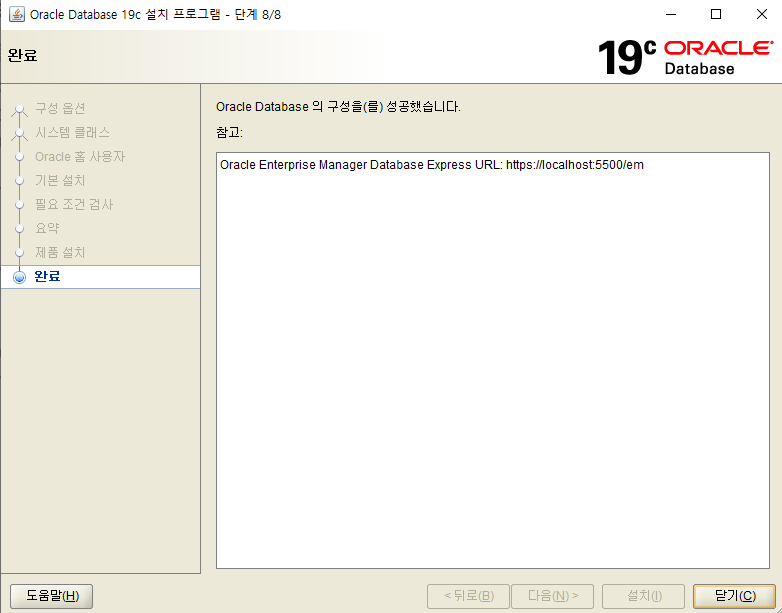 Oracle Database 19c 설치 프로그램 - 단계 8/8
완료
19c ORACLE
Database
구성 옵션
시스템 클래스
Oracle 홈 사용자
기본 설치
필요 조건 검사
요약
제품 설치
완료
Oracle Database 의 구성을(를) 성공했습니다.
참고:
Oracle Enterprise Manager Database Express URL: https://localhost:5500/em
도움말(H)
< 뒤로(B)
다음(N) >
설치(I)
닫기(C)